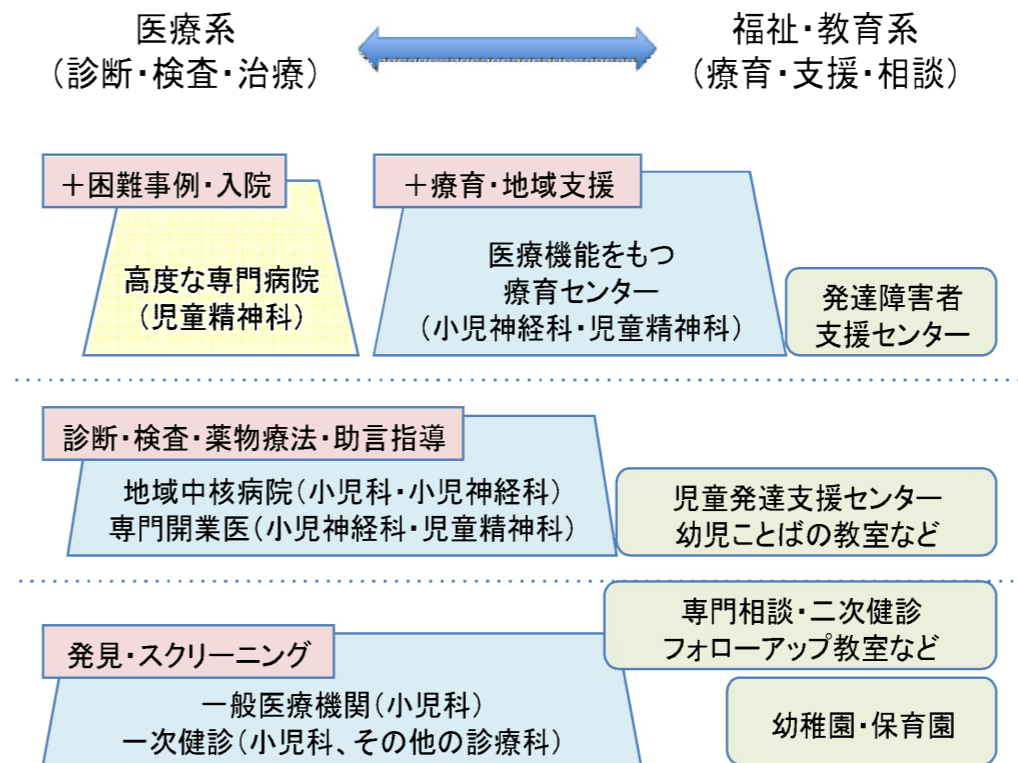 医療系
(診断・検査・治療)
福祉・教育系
(療育・支援・相談)
+困難事例・入院
高度な専門病院
(児童精神科)
+療育・地域支援
医療機能をもつ
療育センター
(小児神経科・児童精神科)
発達障害者
支援センター
診断・検査・薬物療法・助言指導
地域中核病院(小児科・小児神経科)
専門開業医(小児神経科・児童精神科)
児童発達支援センター
幼児ことばの教室など
専門相談・二次健診
フォローアップ教室など
発見・スクリーニング
一般医療機関(小児科)
一次健診(小児科、その他の診療科)
幼稚園・保育園